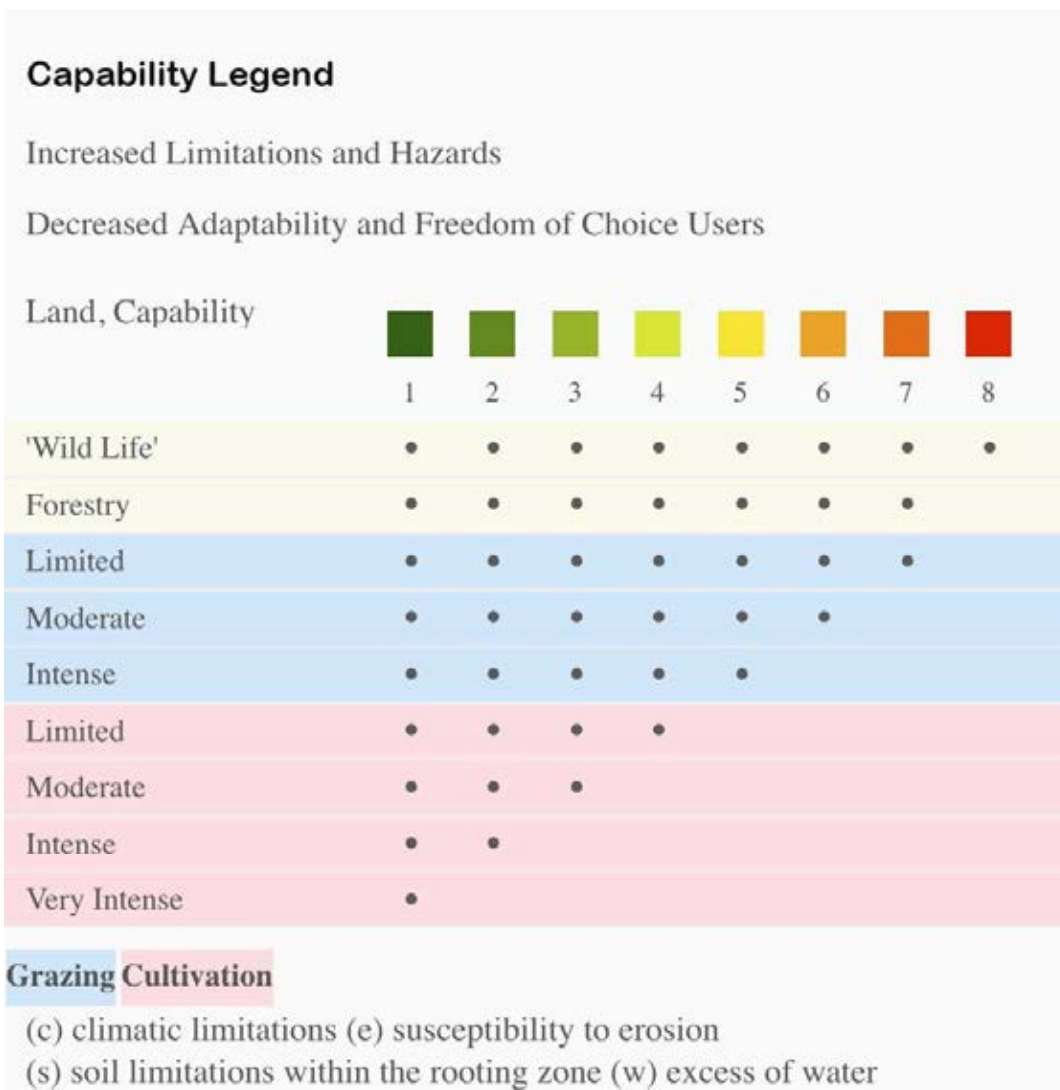 Capability Legend
Increased Limitations and Hazards
Decreased Adaptability and Freedom of Choice Users
Land, Capability
1 2 3 4 5 6 7 8
'Wild Life'
Forestry
Limited
Moderate
Intense
Limited
Moderate
Intense
Very Intense
Grazing Cultivation
(c) climatic limitations (e) susceptibility to erosion
(s) soil limitations within the rooting zone (w) excess of water